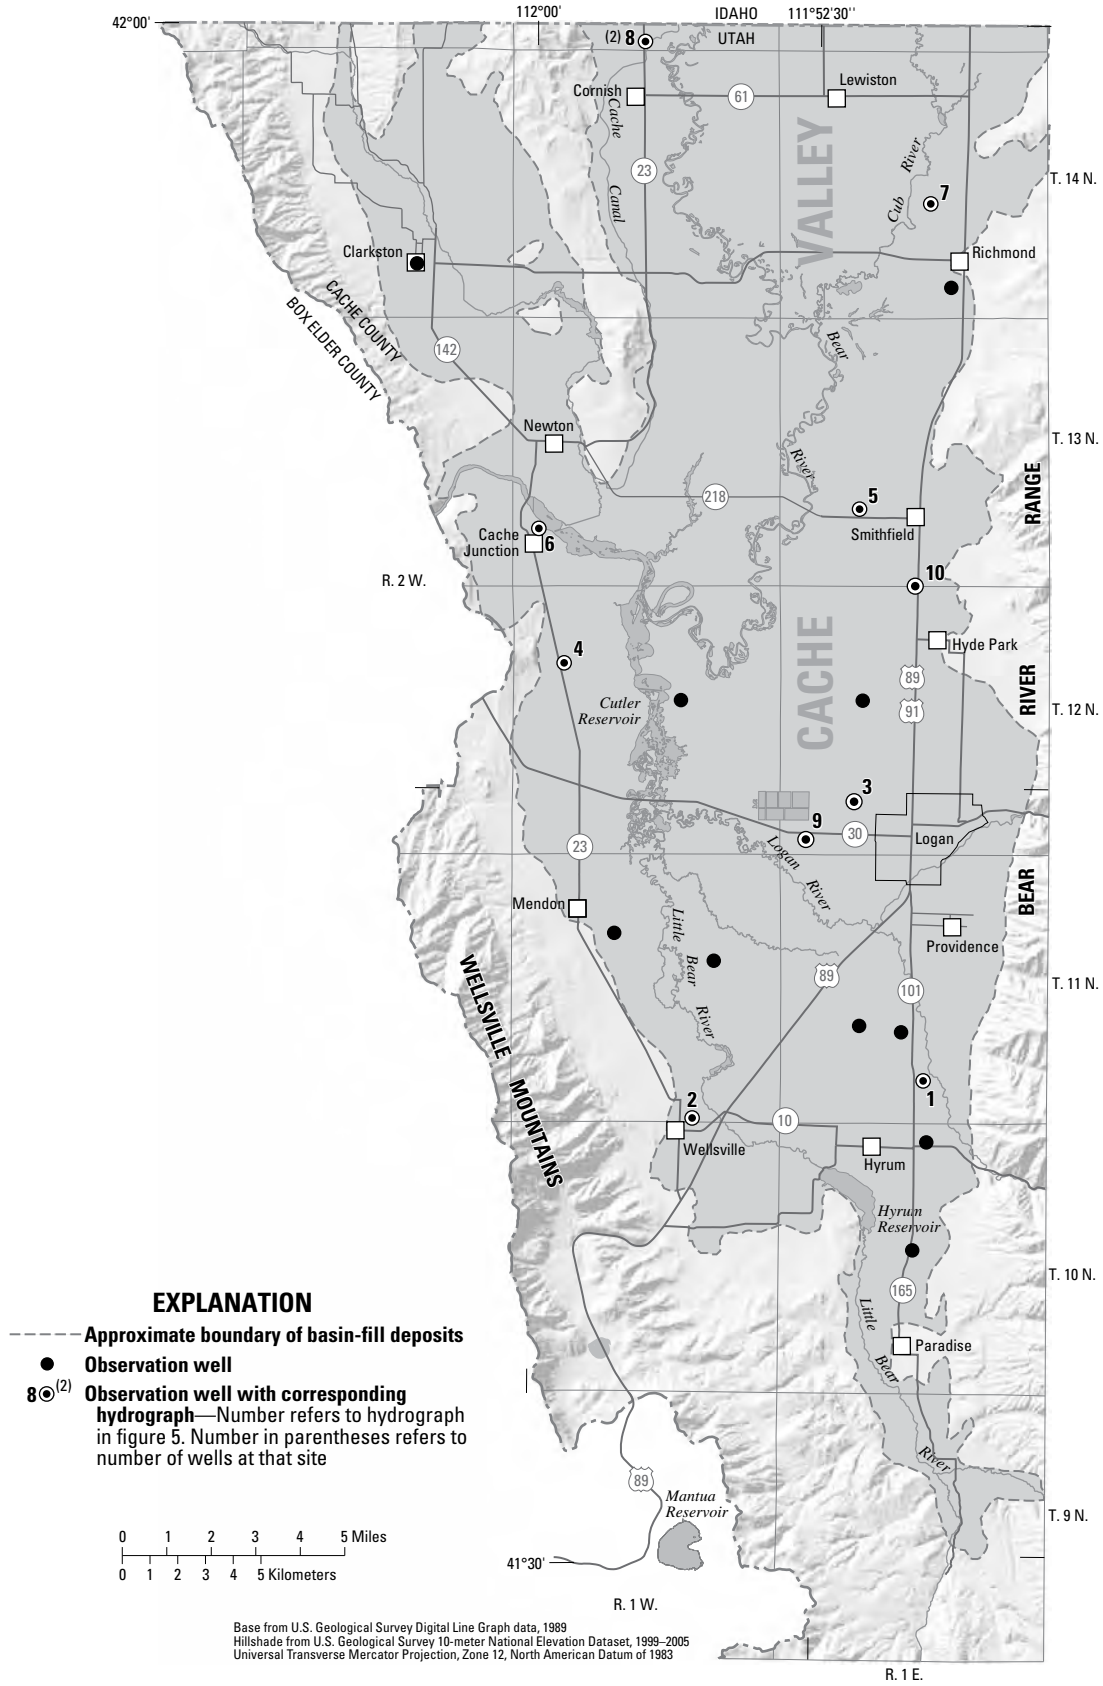 42°00'
112°00'
IDAHO
111°52'30''
UTAH
(2) 8
Cornish
61
Lewiston
Cache
Canal
23
VALLEY
River
Cub
T. 14 N.
7
Clarkston
Richmond
CACHE COUNTY
BOX ELDER COUNTY
142
Bear
River
Newton
T. 13 N.
218
5
Smithfield
RANGE
Cache
Junction
6
R. 2 W.
10
Hyde Park
4
89
91
CACHE
RIVER
Cutler
Reservoir
T. 12 N.
3
9
30
Logan
Logan
River
23
BEAR
Mendon
Little
Bear
River
Providence
89
101
T. 11 N.
WELLSVILLE
MOUNTAINS
1
2
10
Wellsville
Hyrum
Hyrum
Reservoir
T. 10 N.
165
Little
Bear
River
Paradise
EXPLANATION
Approximate boundary of basin-fill deposits
Observation well
8 (2) Observation well with corresponding
hydrograph—Number refers to hydrograph
in figure 5. Number in parentheses refers to
number of wells at that site
89
Mantua
Reservoir
T. 9 N.
0 1 2 3 4 5 Miles
0 1 2 3 4 5 Kilometers
41°30'
R. 1 W.
Base from U.S. Geological Survey Digital Line Graph data, 1989
Hillshade from U.S. Geological Survey 10-meter National Elevation Dataset, 1999–2005
Universal Transverse Mercator Projection, Zone 12, North American Datum of 1983
R. 1 E.